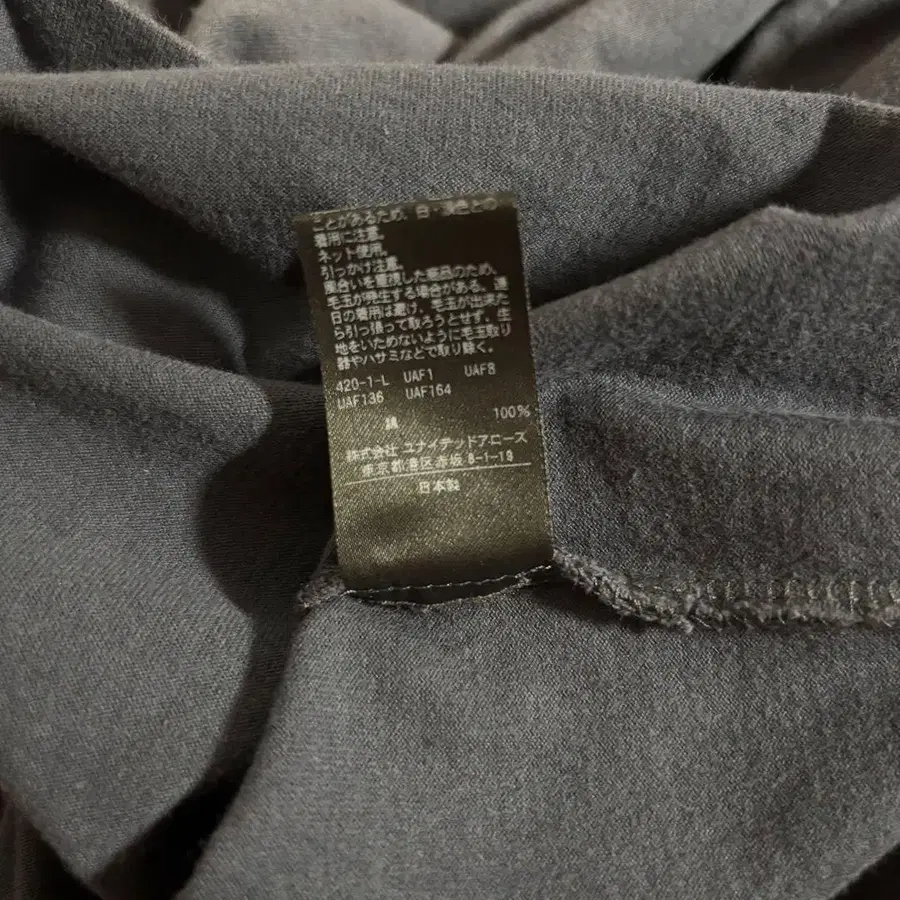 ことがあるため、白・淡色との
着用に注意。
ネット使用。
引っかけ注意
風合いを重視した製品のため、
毛玉が発生する場合がある。連
日の着用は避け、毛玉が出来た
ら引っ張って取ろうとせず、生
地をいためないように毛玉取り
器やハサミなどで取り除く。
420-1-L UAF1 UAF8
UAF136 UAF164
綿 100%
株式会社 ユナイテッドアローズ
東京都港区赤坂 8-1-19
日本製